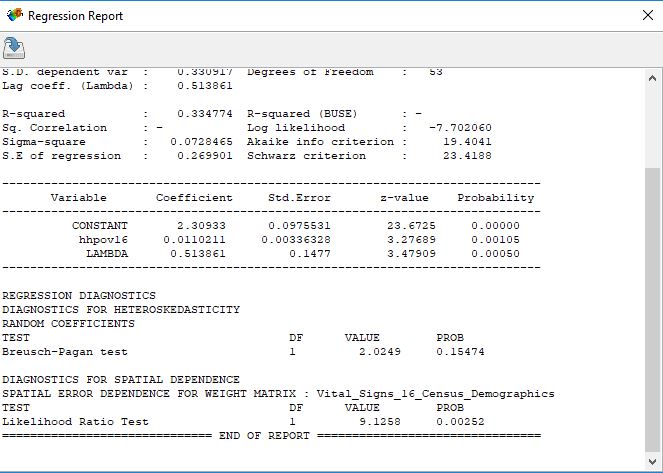 Regression Report
S.D. dependent var : 0.330917 Degrees of Freedom : 53
Lag coeff. (Lambda) : 0.513861
R-squared : 0.334774 R-squared (BUSE) : -
Sq. Correlation : - Log likelihood : -7.702060
Sigma-square : 0.0728465 Akaike info criterion : 19.4041
S.E of regression : 0.269901 Schwarz criterion : 23.4188
-----------------------------------------------------------------------------
Variable Coefficient Std.Error z-value Probability
-----------------------------------------------------------------------------
CONSTANT 2.30933 0.0975531 23.6725 0.00000
hhpov16 0.0110211 0.00336328 3.27689 0.00105
LAMBDA 0.513861 0.1477 3.47909 0.00050
-----------------------------------------------------------------------------
REGRESSION DIAGNOSTICS
DIAGNOSTICS FOR HETEROSKEDASTICITY
RANDOM COEFFICIENTS
TEST DF VALUE PROB
Breusch-Pagan test 1 2.0249 0.15474
DIAGNOSTICS FOR SPATIAL DEPENDENCE
SPATIAL ERROR DEPENDENCE FOR WEIGHT MATRIX : Vital_Signs_16_Census_Demographics
TEST DF VALUE PROB
Likelihood Ratio Test 1 9.1258 0.00252
============================== END OF REPORT ================================